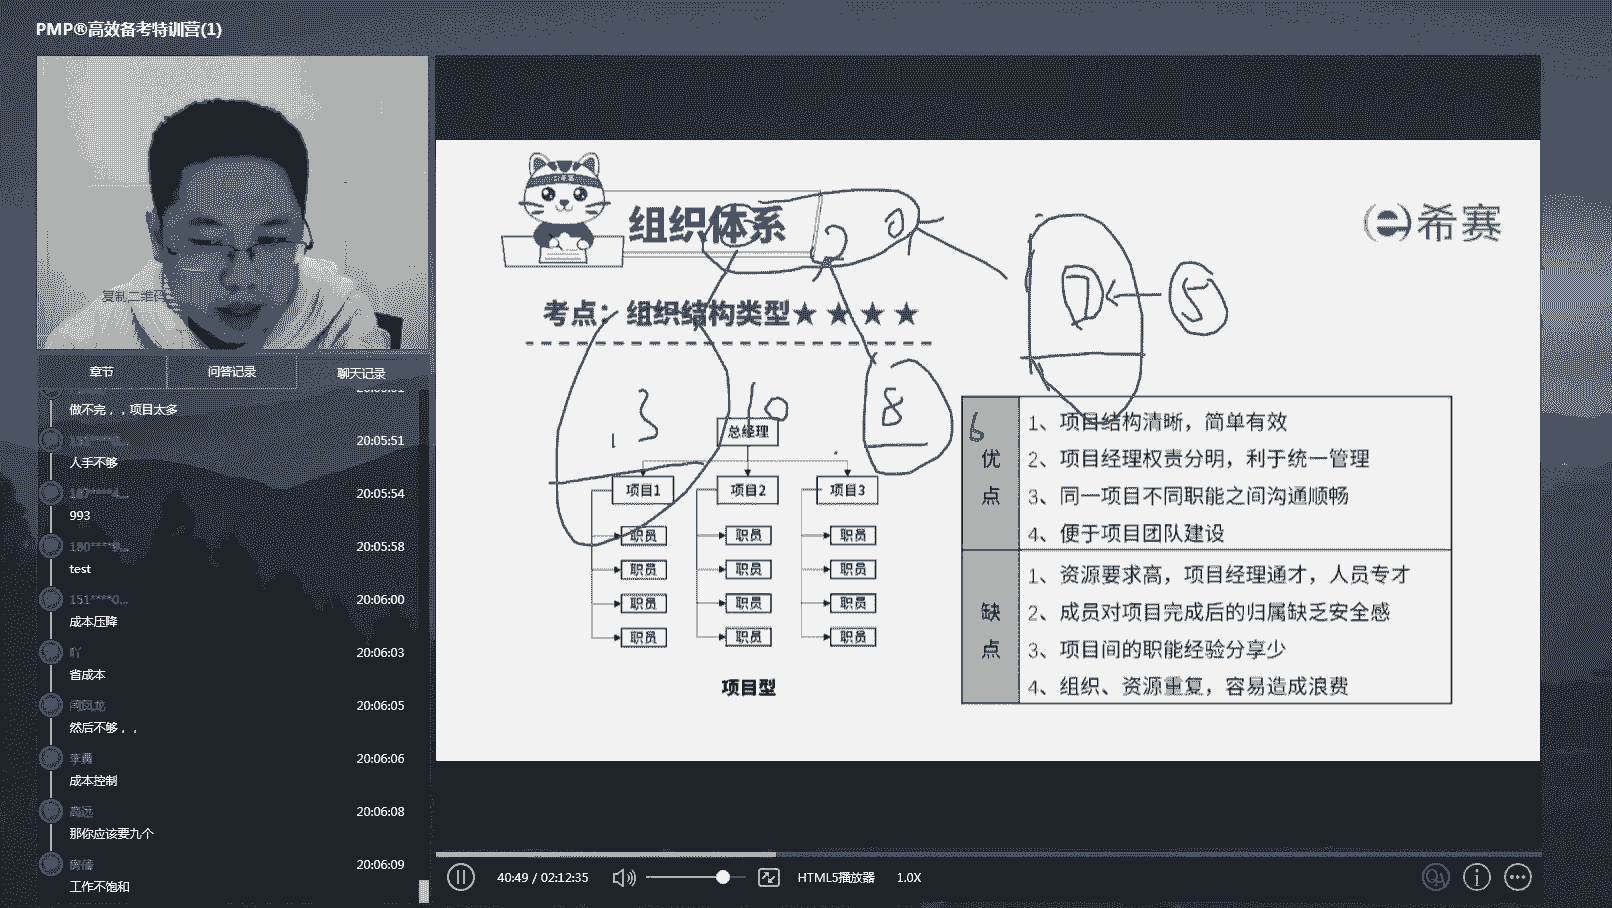 PMP®高效备考特训营(1)
复制二维码
章节
问答记录
聊天记录
做不完，，项目太多
20:05:51
人手不够
20:05:54
993
180****9...
20:05:58
test
151****0...
20:06:00
成本压降
吖
20:06:03
省成本
20:06:05
然后不够，，
20:06:06
成本控制
高远
20:06:08
那你应该要九个
20:06:09
工作不饱和
组织体系
希赛
考点：组织结构类型★ ★ ★ ★
7
5
3
10
8
6
总经理
项目1
项目2
项目3
职员
职员
职员
职员
职员
职员
职员
职员
职员
职员
职员
职员
项目型
优点
1、项目结构清晰，简单有效
2、项目经理权责分明，利于统一管理
3、同一项目不同职能之间沟通顺畅
4、便于项目团队建设
缺点
1、资源要求高，项目经理通才，人员专才
2、成员对项目完成后的归属缺乏安全感
3、项目间的职能经验分享少
4、组织、资源重复，容易造成浪费
40:49 / 02:12:35
HTML5播放器
1.0X